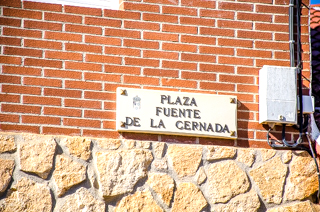 PLAZA
FUENTE
DE LA CERNADA